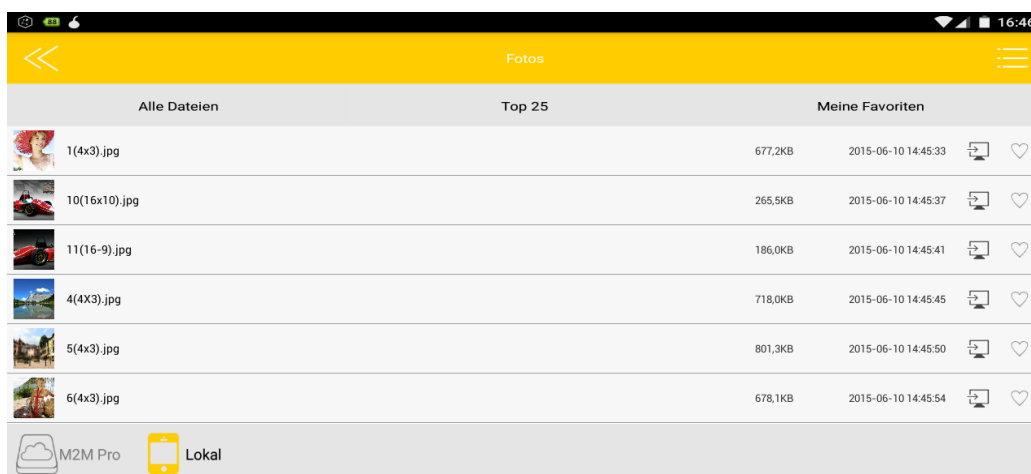 88 16:46
Fotos
Alle Dateien Top 25 Meine Favoriten
1(4x3).jpg 677,2KB 2015-06-10 14:45:33
10(16x10).jpg 265,5KB 2015-06-10 14:45:37
11(16-9).jpg 186,0KB 2015-06-10 14:45:41
4(4X3).jpg 718,0KB 2015-06-10 14:45:45
5(4x3).jpg 801,3KB 2015-06-10 14:45:50
6(4x3).jpg 678,1KB 2015-06-10 14:45:54
M2M Pro Lokal